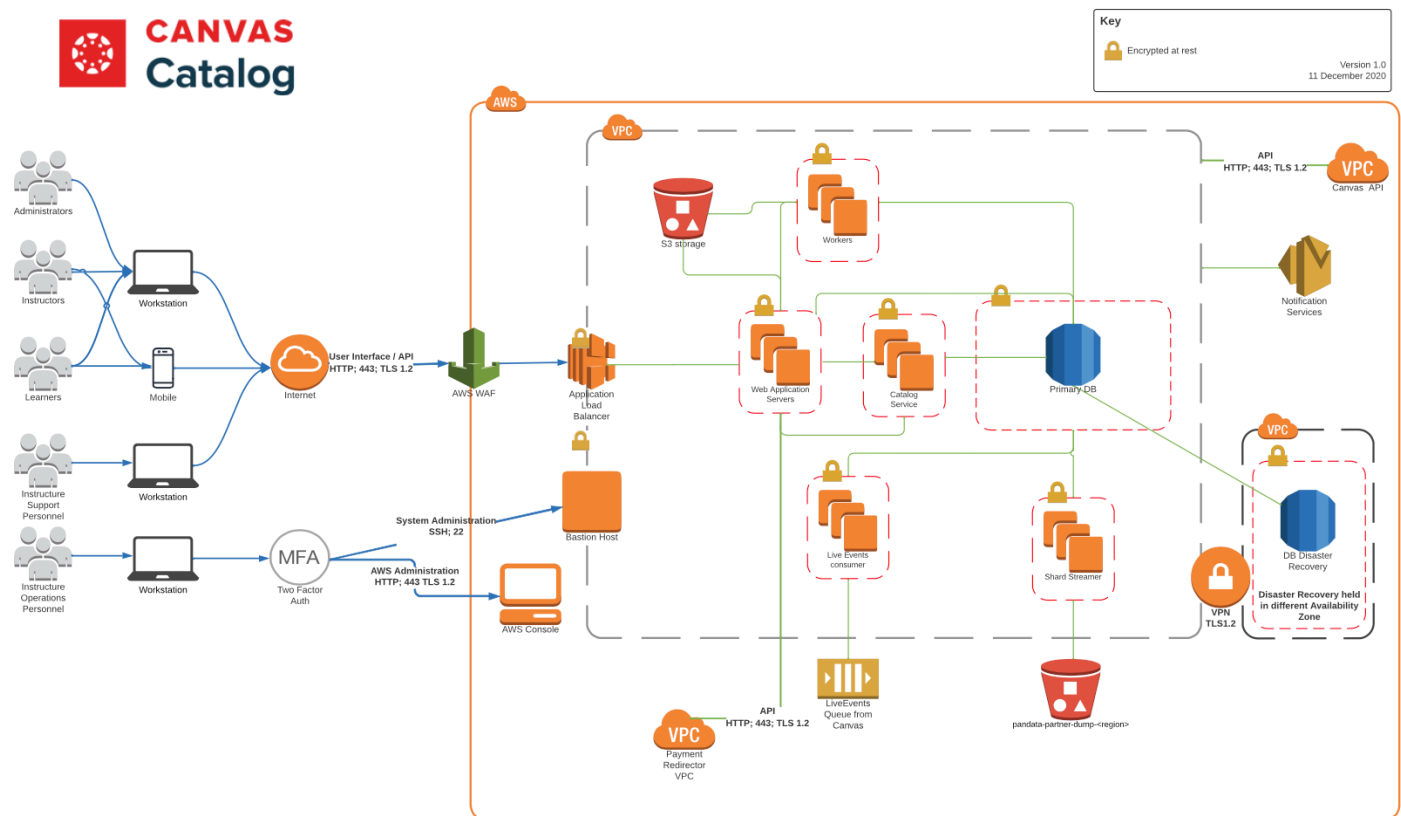 CANVAS
Catalog
Key
Encrypted at rest
Version 1.0
11 December 2020
AWS
VPC
API
HTTP; 443; TLS 1.2
VPC
Canvas API
Administrators
Workers
S3 storage
Instructors
Workstation
Notification
Services
User Interface / API
HTTP; 443; TLS 1.2
Learners
Mobile
Internet
AWS WAF
Application
Load
Balancer
Web Application
Servers
Catalog
Service
Primary DB
VPC
Instructure
Support
Personnel
Workstation
System Administration
SSH; 22
Bastion Host
MFA
Two Factor
Auth
AWS Administration
HTTP; 443 TLS 1.2
Instructure
Operations
Personnel
Workstation
AWS Console
Live Events
consumer
Shard Streamer
DB Disaster
Recovery
Disaster Recovery held
in different Availability
Zone
VPN
TLS1.2
API
HTTP; 443; TLS 1.2
VPC
Payment
Redirector
VPC
LiveEvents
Queue from
Canvas
pandata-partner-dump-<region>